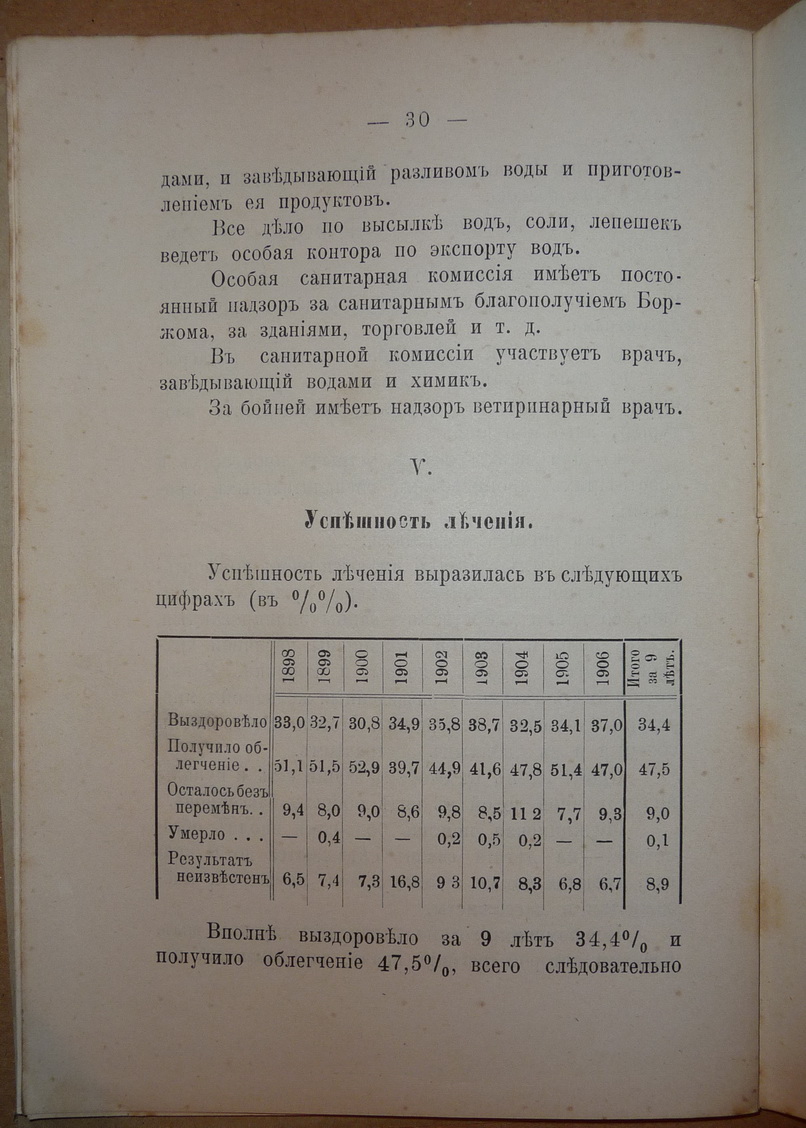 — 30 —
дами, и завѣдывающій разливомъ воды и приготов-
леніемъ ея продуктовъ.
Все дѣло по высылкѣ водъ, соли, лепешекъ
ведетъ особая контора по экспорту водъ.
Особая санитарная комиссія имѣетъ посто-
янный надзоръ за санитарнымъ благополучіемъ Бор-
жома, за зданіями, торговлей и т. д.
Въ санитарной комиссіи участвуетъ врачъ,
завѣдывающій водами и химикъ.
За бойней имѣетъ надзоръ ветиринарный врачъ.
V.
Успѣшность лѣченія.
Успѣшность лѣченія выразилась въ слѣдующихъ
цифрахъ (въ %%).
1898 1899 1900 1901 1902 1903 1904 1905 1906 Итого за 9 лѣтъ.
Выздоровѣло 33,0 32,7 30,8 34,9 35,8 38,7 32,5 34,1 37,0 34,4
Получило об-
легченіе . . 51,1 51,5 52,9 39,7 44,9 41,6 47,8 51,4 47,0 47,5
Осталось безъ
перемѣнъ. . 9,4 8,0 9,0 8,6 9,8 8,5 11 2 7,7 9,3 9,0
Умерло . . . — 0,4 — — 0,2 0,5 0,2 — — 0,1
Результатъ
неизвѣстенъ 6,5 7,4 7,3 16,8 9 3 10,7 8,3 6,8 6,7 8,9
Вполнѣ выздоровѣло за 9 лѣтъ 34,4% и
получило облегченіе 47,5%, всего слѣдовательно